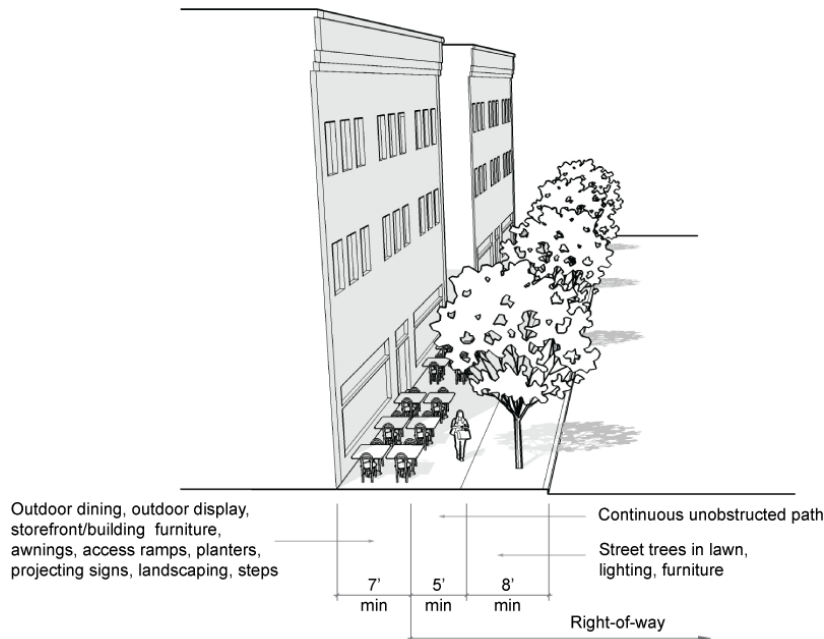 Outdoor dining, outdoor display,
storefront/building furniture,
awnings, access ramps, planters,
projecting signs, landscaping, steps
Continuous unobstructed path
Street trees in lawn,
lighting, furniture
7' 5' 8'
min min min
Right-of-way